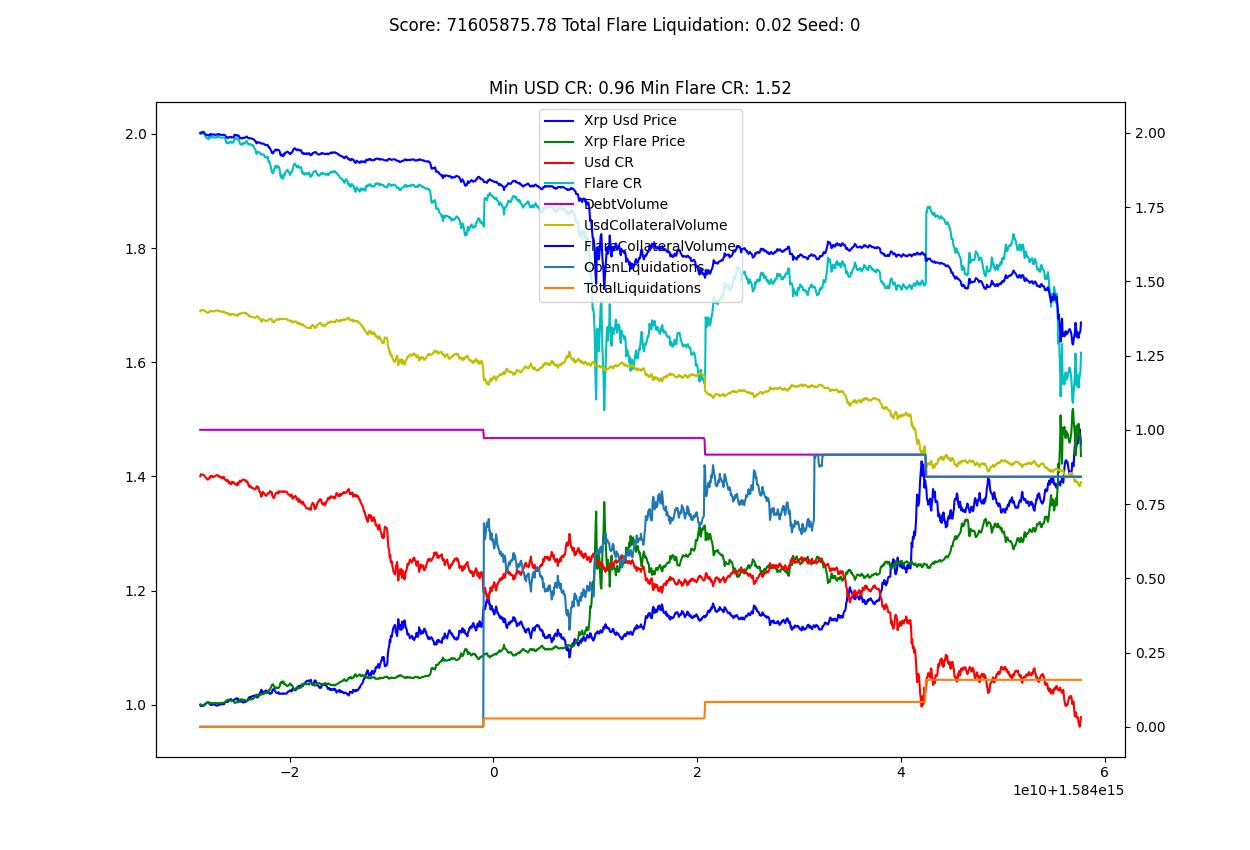 Score: 71605875.78 Total Flare Liquidation: 0.02 Seed: 0
Min USD CR: 0.96 Min Flare CR: 1.52
Xrp Usd Price
Xrp Flare Price
Usd CR
Flare CR
DebtVolume
UsdCollateralVolume
FlareCollateralVolume
OpenLiquidations
TotalLiquidations
2.0
1.8
1.6
1.4
1.2
1.0
2.00
1.75
1.50
1.25
1.00
0.75
0.50
0.25
0.00
−2
0
2
4
6
1e10+1.584e15